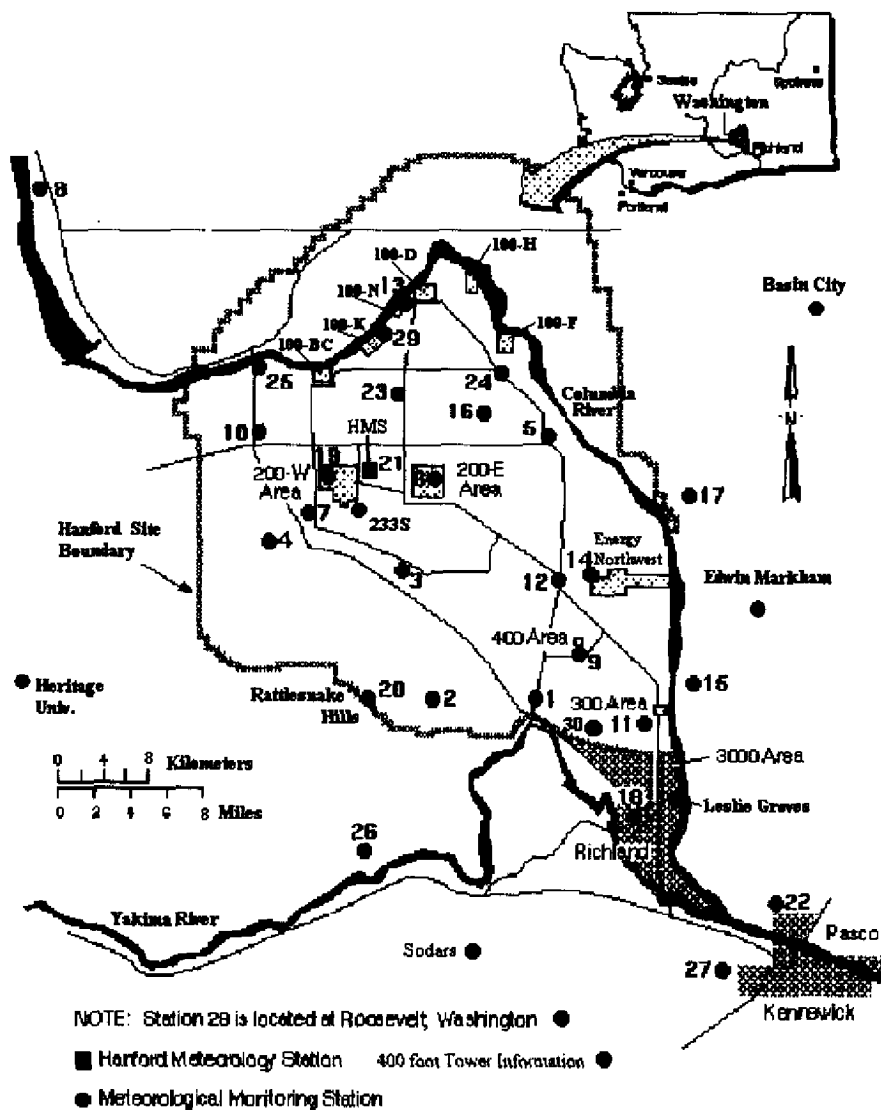 Seattle
Spokane
Washington
Richland
Vancouver
Portland
8
100-H
100-D
Basin City
13
100-N
100-K
100-F
29
100-BC
25
24
23
Columbia
River
16
HMS
10
5
19
21
200-W
Area
200-E
Area
17
7
233S
Hanford Site
Boundary
4
Energy
Northwest
14
3
12
Edwin Markham
400 Area
9
Heritage
Univ.
Rattlesnake
Hills
20
2
1
15
300 Area
30
11
3000 Area
0 4 8 Kilometers
0 2 4 6 8 Miles
18
Leslie Groves
26
Richland
22
Yakima River
Pasco
Sodars
27
Kennewick
NOTE: Station 28 is located at Roosevelt, Washington
Hanford Meteorology Station
400 foot Tower Information
Meteorological Monitoring Station